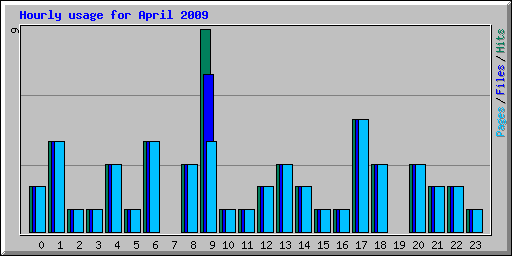 Hourly usage for April 2009
9
Pages/Files/Hits
0 1 2 3 4 5 6 7 8 9 10 11 12 13 14 15 16 17 18 19 20 21 22 23